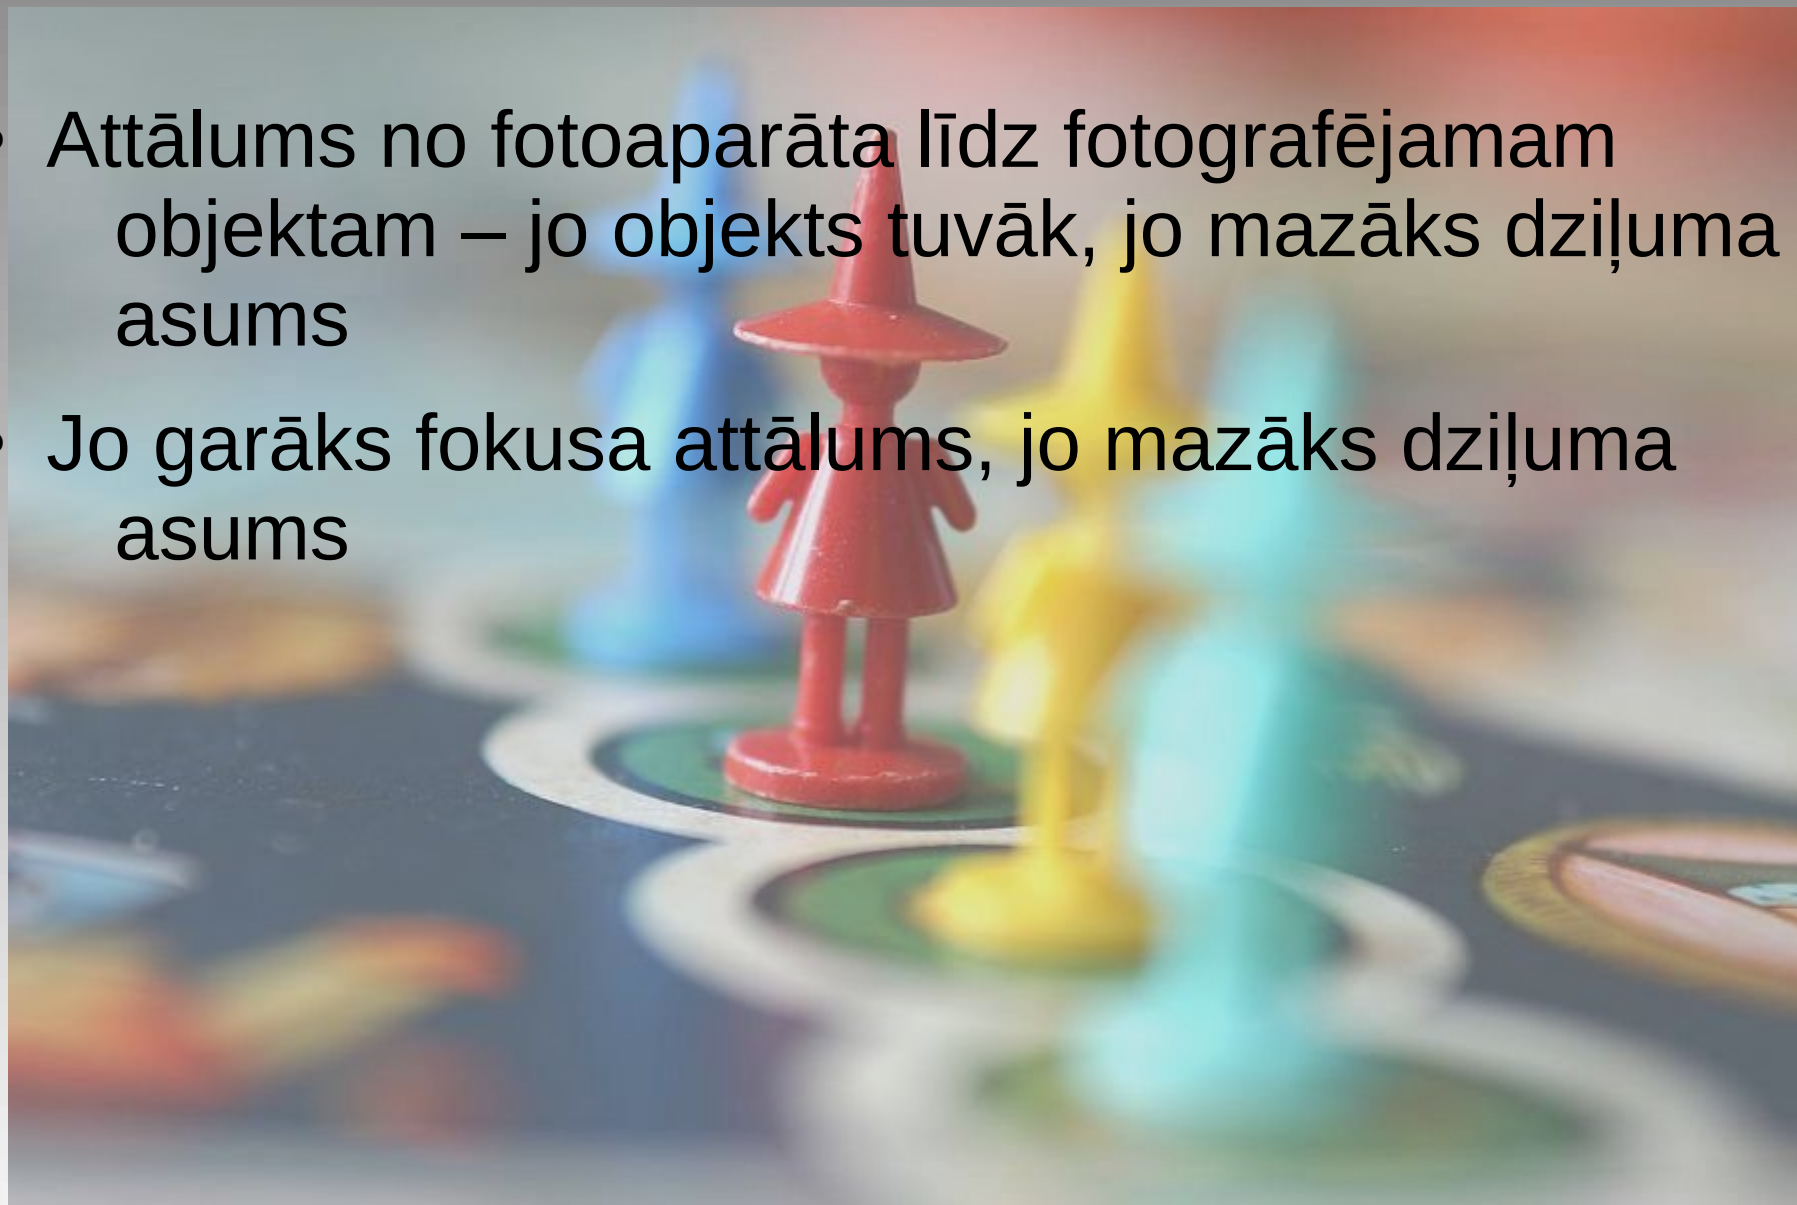 • Attālums no fotoaparāta līdz fotografējamam
objektam – jo objekts tuvāk, jo mazāks dziļuma
asums
• Jo garāks fokusa attālums, jo mazāks dziļuma
asums